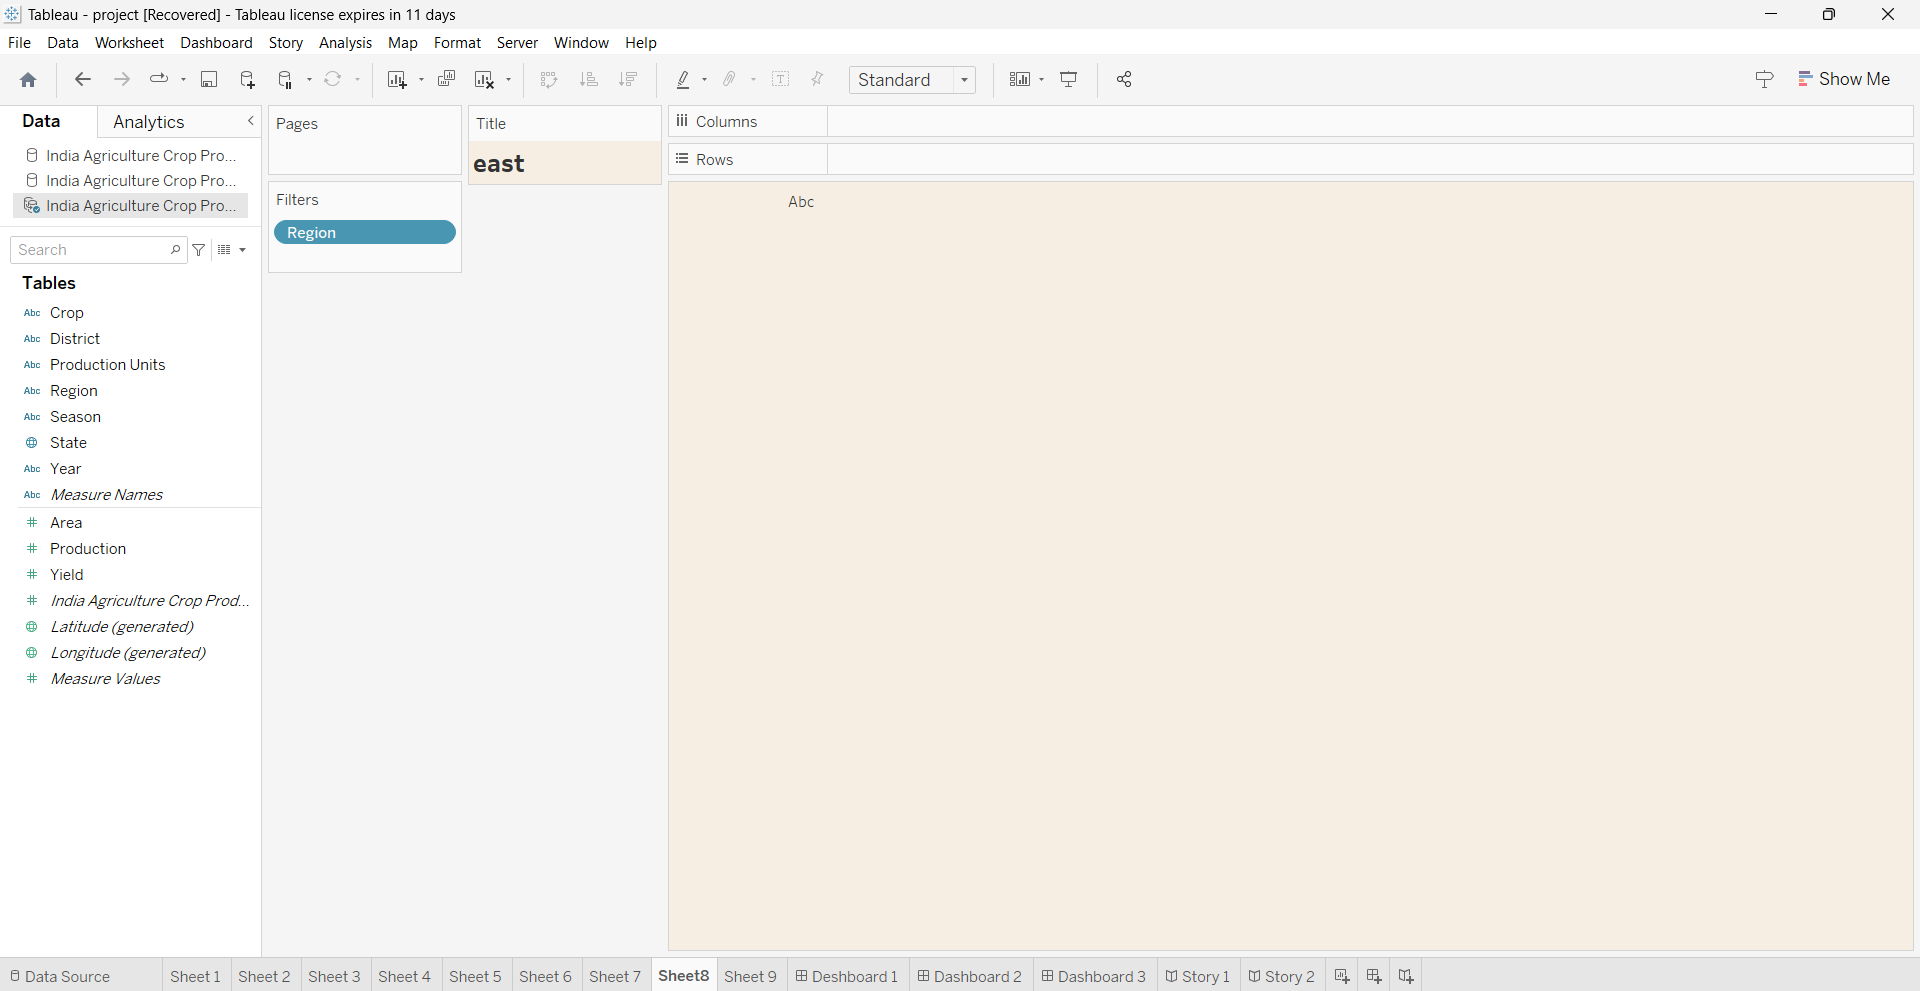 Tableau - project [Recovered] - Tableau license expires in 11 days
File Data Worksheet Dashboard Story Analysis Map Format Server Window Help
Standard
Show Me
Data
Analytics
India Agriculture Crop Pro...
India Agriculture Crop Pro...
India Agriculture Crop Pro...
Search
Tables
Abc Crop
Abc District
Abc Production Units
Abc Region
Abc Season
State
Abc Year
Abc Measure Names
# Area
# Production
# Yield
# India Agriculture Crop Prod...
Latitude (generated)
Longitude (generated)
# Measure Values
Pages
Filters
Region
Title
east
Columns
Rows
Abc
Data Source Sheet 1 Sheet 2 Sheet 3 Sheet 4 Sheet 5 Sheet 6 Sheet 7 Sheet8 Sheet 9 Deshboard 1 Dashboard 2 Dashboard 3 Story 1 Story 2